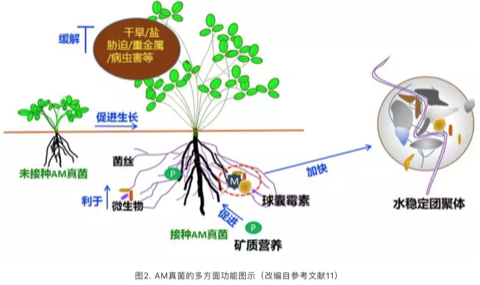 缓解
干旱/盐
胁迫/重金属
/病虫害等
促进生长
未接种AM真菌
菌丝
P
M
加快
利于
微生物
球囊霉素
促进
P
接种AM真菌
矿质营养
水稳定团聚体
图2. AM真菌的多方面功能图示（改编自参考文献11）